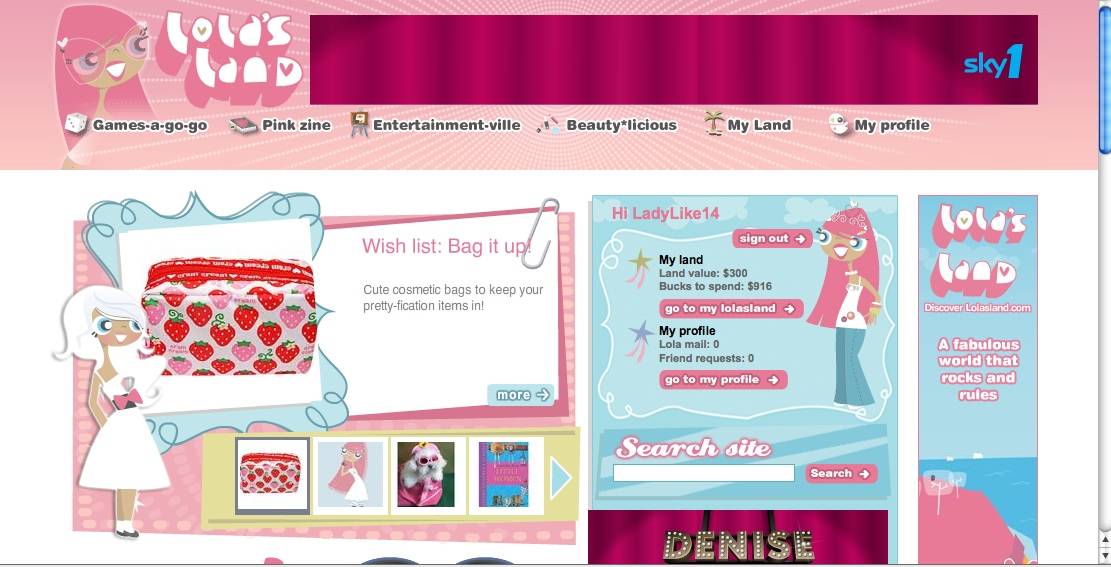 Lola's
Land
sky1
Games-a-go-go
Pink zine
Entertainment-ville
Beauty*licious
My Land
My profile
Wish list: Bag it up!
Cute cosmetic bags to keep your
pretty-fication items in!
more
Hi LadyLike14
sign out
My land
Land value: $300
Bucks to spend: $916
go to my lolasland
My profile
Lola mail: 0
Friend requests: 0
go to my profile
Search site
Search
DENISE
Lola's
Land
Discover Lolasland.com
A fabulous
world that
rocks and
rules
LITTLE
WOMEN